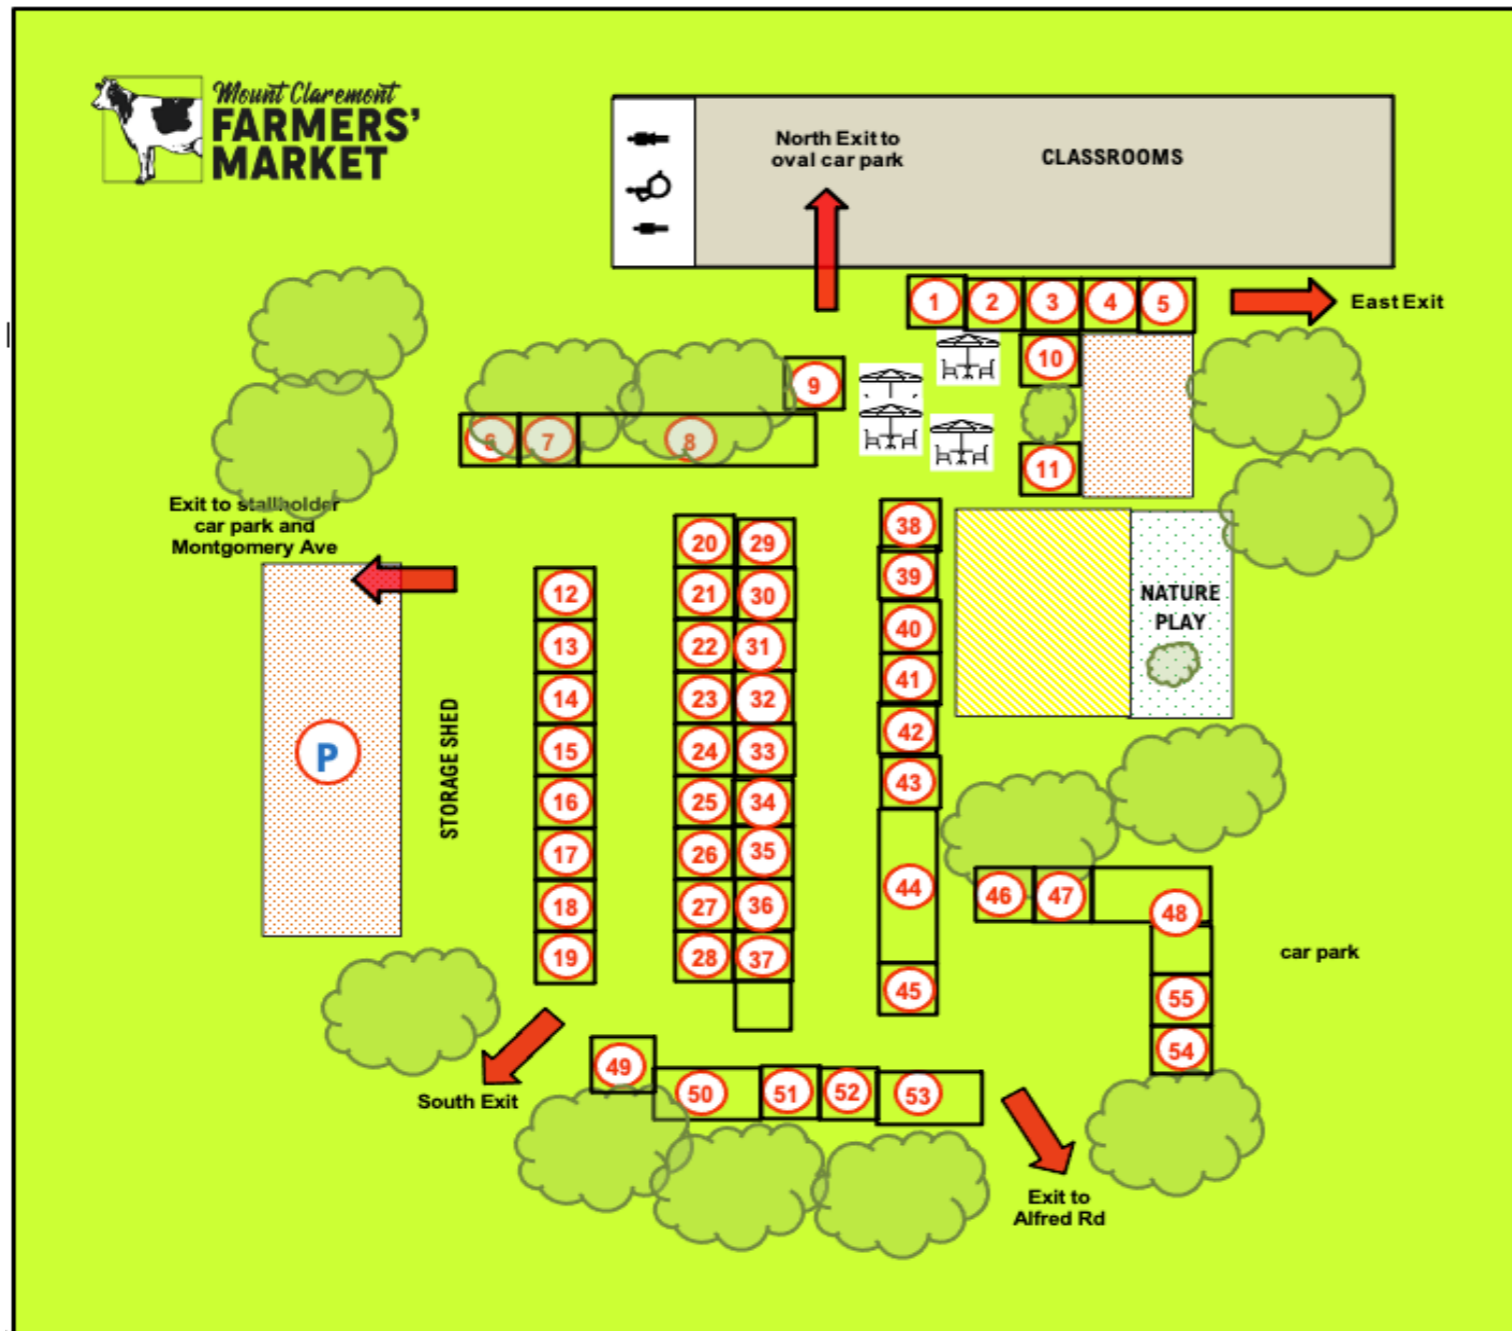 Mount Claremont
FARMERS'
MARKET
North Exit to
oval car park
CLASSROOMS
1 2 3 4 5
East Exit
10
9
6 7 8
11
Exit to stallholder
car park and
Montgomery Ave
38
20 29
39
12 21 30
NATURE
PLAY
40
13 22 31
41
14 23 32
42
15 24 33
P
STORAGE SHED
43
16 25 34
17 26 35
44
46 47 48
18 27 36
car park
19 28 37
45
55
54
49
50 51 52 53
South Exit
Exit to
Alfred Rd